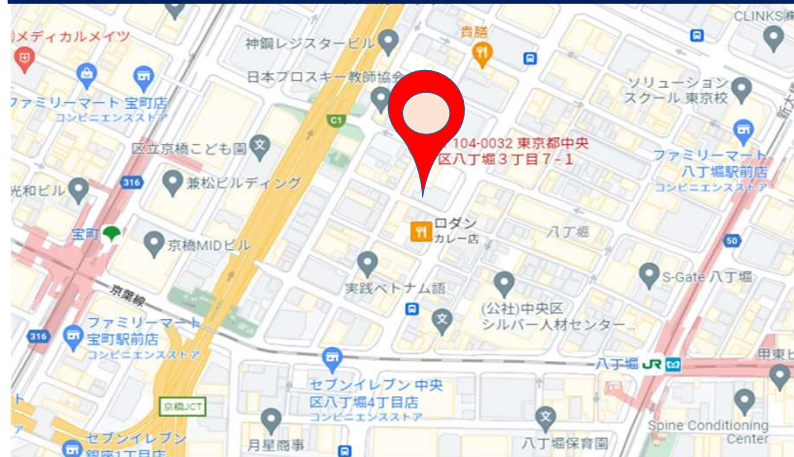 メディカルメイツ
神鋼レジスタービル
貴膳
CLINKS
日本プロスキー教師協会
ソリューション
スクール 東京校
ファミリーマート 宝町店
コンビニエンスストア
C1
104-0032 東京都中央
区八丁堀3丁目7-1
区立京橋こども園
ファミリーマート
八丁堀駅前店
コンビニエンスストア
316
兼松ビルディング
光和ビル
ロダン
カレー店
八丁堀
宝町
京橋MIDビル
50
実践ベトナム語
S-Gate 八丁堀
京葉線
(公社)中央区
シルバー人材センター...
316
ファミリーマート
宝町駅前店
コンビニエンスストア
八丁堀 JR
セブンイレブン 中央
区八丁堀4丁目店
コンビニエンスストア
京橋JCT
月星商事
八丁堀保育園
Spine Conditioning
Center
セブンイレブン
銀座1丁目店